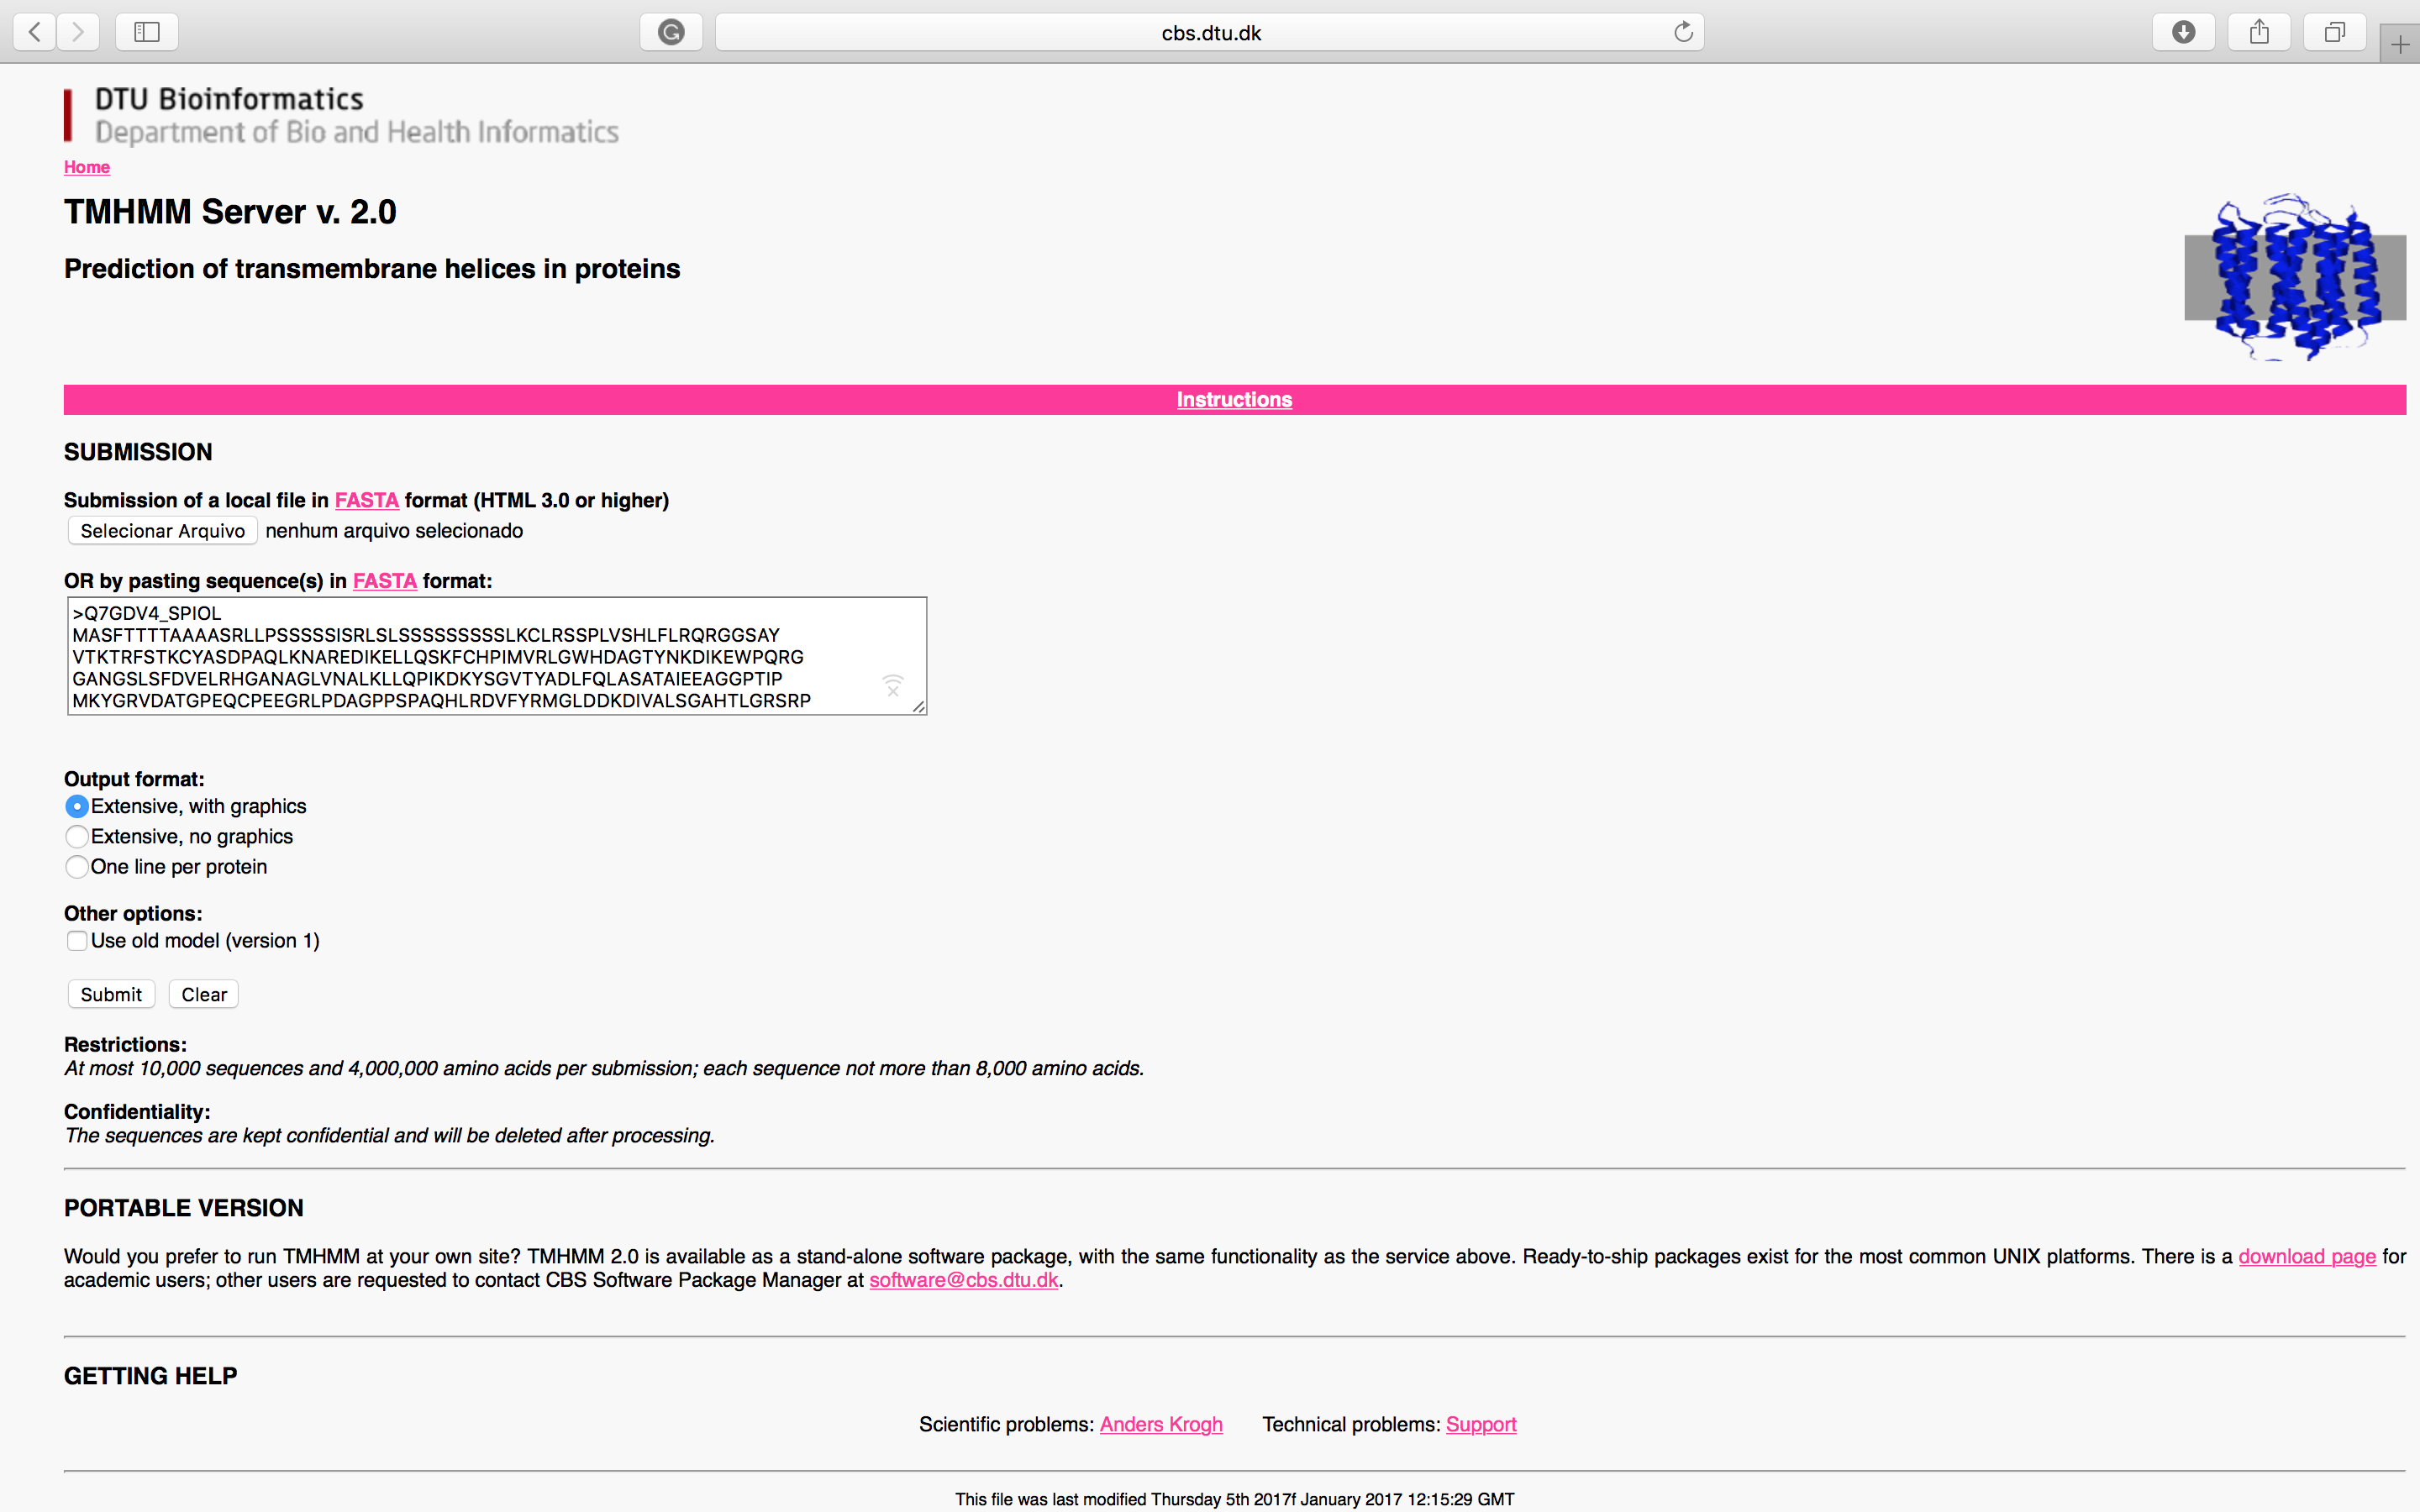 cbs.dtu.dk
DTU Bioinformatics
Department of Bio and Health Informatics
Home
TMHMM Server v. 2.0
Prediction of transmembrane helices in proteins
Instructions
SUBMISSION
Submission of a local file in FASTA format (HTML 3.0 or higher)
Selecionar Arquivo nenhum arquivo selecionado
OR by pasting sequence(s) in FASTA format:
>Q7GDV4_SPIOL
MASFTTTTAAAASRLLPSSSSSISRLSLSSSSSSSSSLKCLRSSPLVSHLFLRQRGGSAY
VTKTRFSTKCYASDPAQLKNAREDIKELLQSKFCHPIMVRLGWHDAGTYNKDIKEWPQRG
GANGSLSFDVELRHGANAGLVNALKLLQPIKDKYSGVTYADLFQLASATAIEEAGGPTIP
MKYGRVDATGPEQCPEEGRLPDAGPPSPAQHLRDVFYRMGLDDKDIVALSGAHTLGRSRP
Output format:
Extensive, with graphics
Extensive, no graphics
One line per protein
Other options:
Use old model (version 1)
Submit Clear
Restrictions:
At most 10,000 sequences and 4,000,000 amino acids per submission; each sequence not more than 8,000 amino acids.
Confidentiality:
The sequences are kept confidential and will be deleted after processing.
PORTABLE VERSION
Would you prefer to run TMHMM at your own site? TMHMM 2.0 is available as a stand-alone software package, with the same functionality as the service above. Ready-to-ship packages exist for the most common UNIX platforms. There is a download page for
academic users; other users are requested to contact CBS Software Package Manager at software@cbs.dtu.dk.
GETTING HELP
Scientific problems: Anders Krogh Technical problems: Support
This file was last modified Thursday 5th 2017f January 2017 12:15:29 GMT